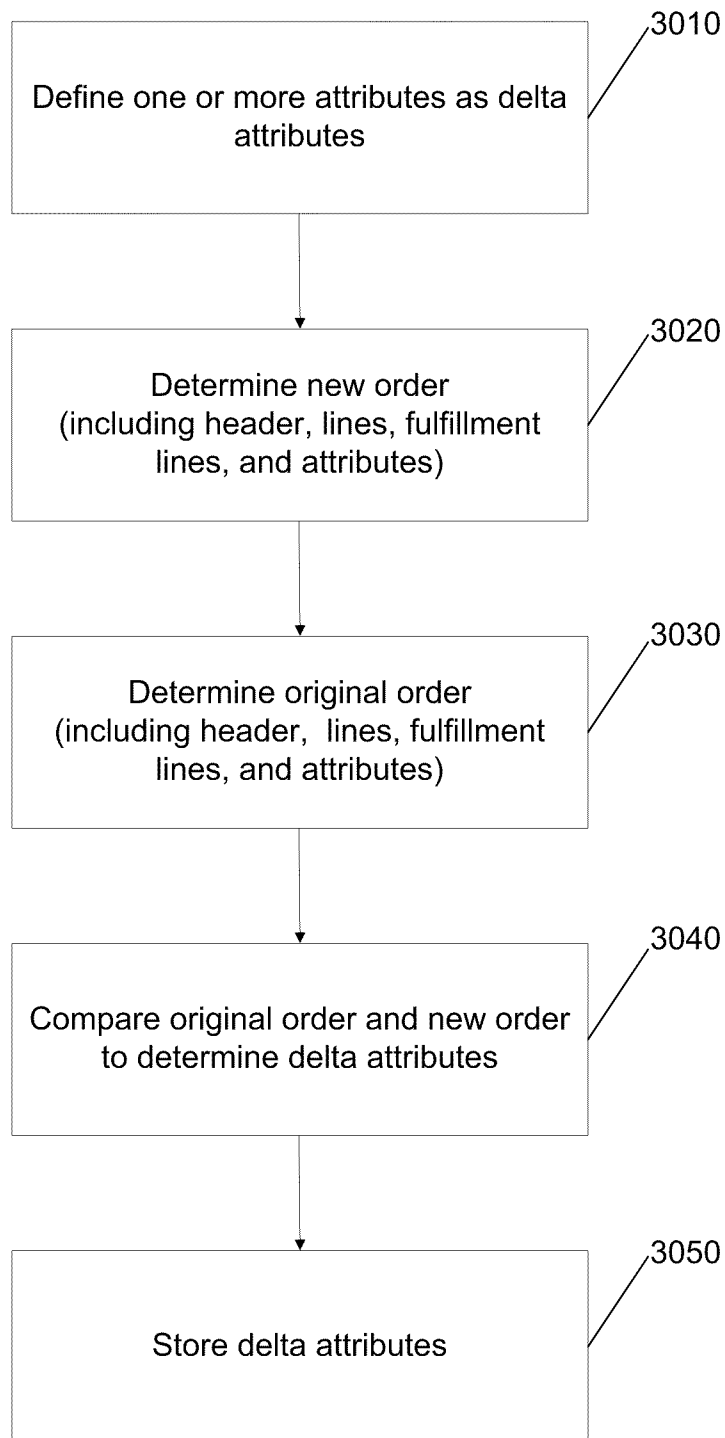 3010
Define one or more attributes as delta
attributes
3020
Determine new order
(including header, lines, fulfillment
lines, and attributes)
3030
Determine original order
(including header, lines, fulfillment
lines, and attributes)
3040
Compare original order and new order
to determine delta attributes
3050
Store delta attributes